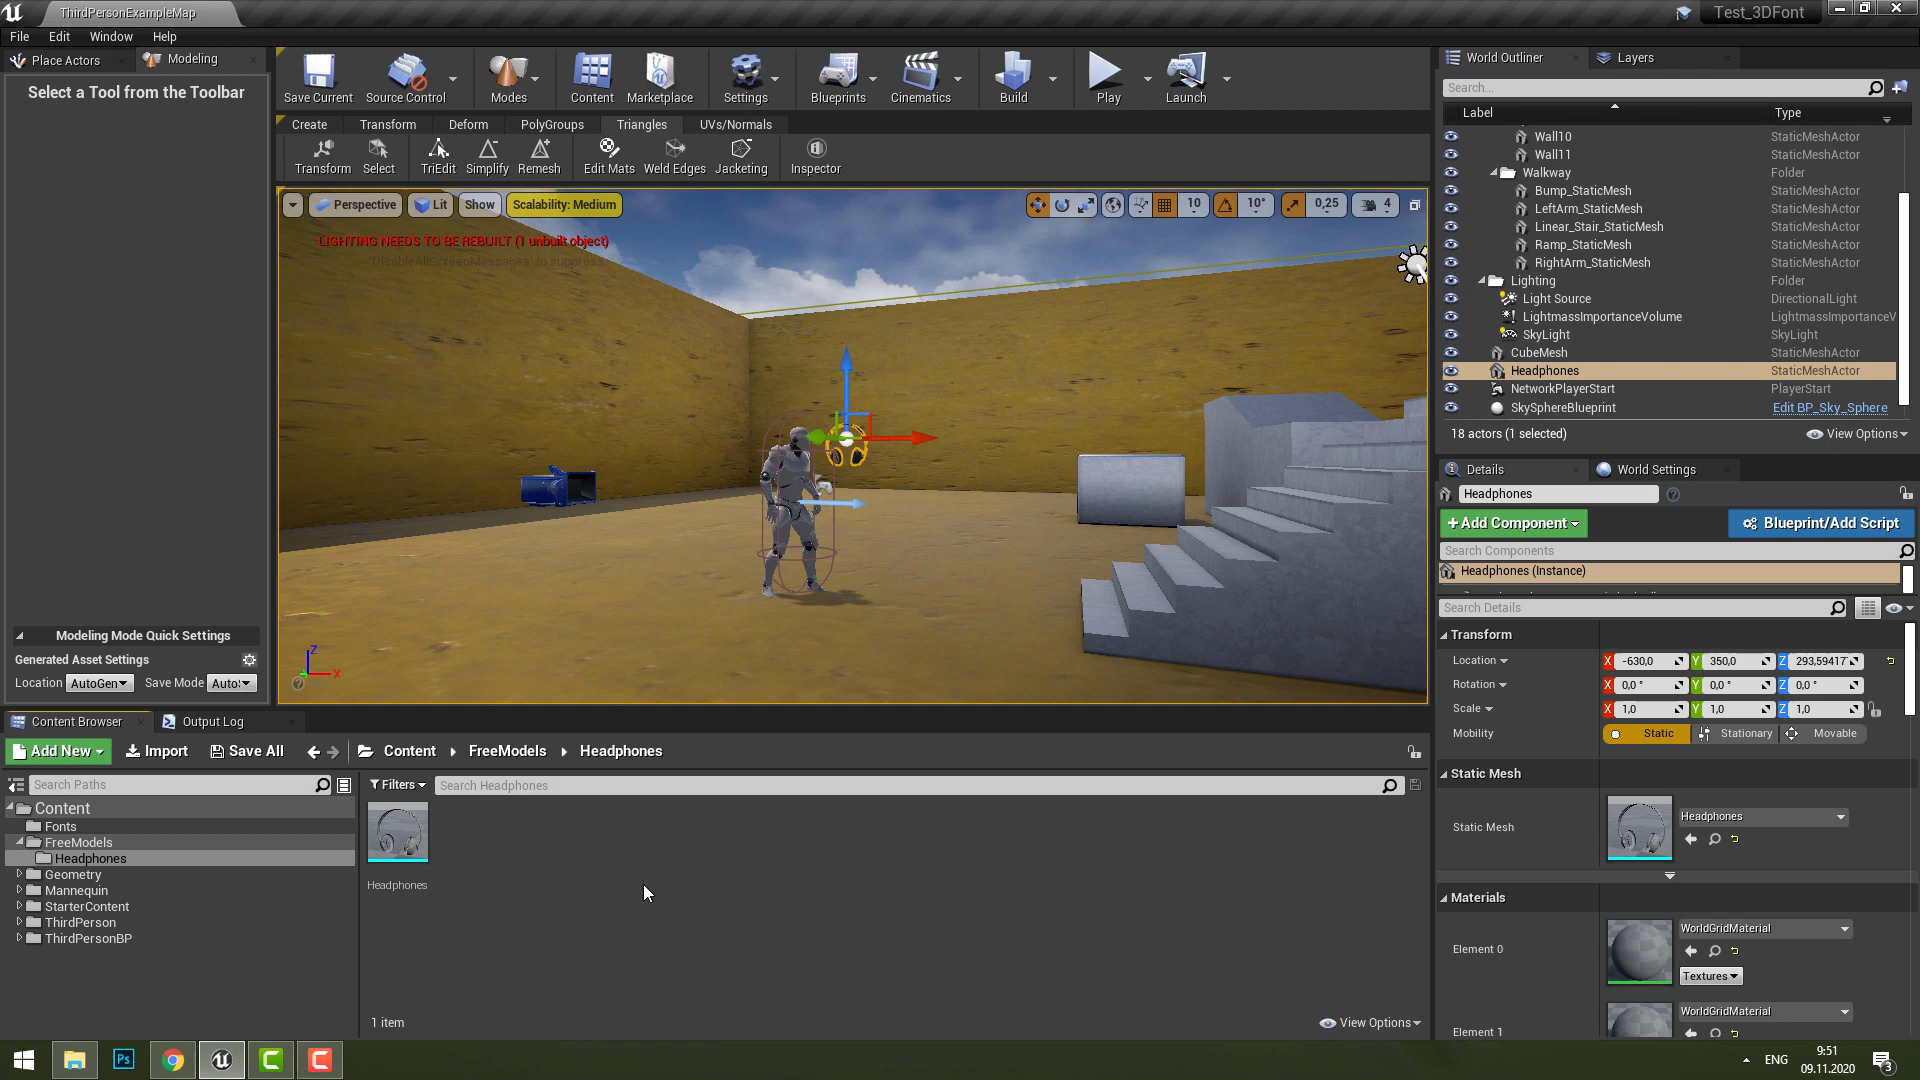 ThirdPersonExampleMap
Test_3DFont
File Edit Window Help
Place Actors
Modeling
Select a Tool from the Toolbar
Save Current
Source Control
Modes
Content
Marketplace
Settings
Blueprints
Cinematics
Build
Play
Launch
Create Transform Deform PolyGroups Triangles UVs/Normals
Transform Select TriEdit Simplify Remesh Edit Mats Weld Edges Jacketing Inspector
Perspective Lit Show Scalability: Medium
10 10° 0,25 4
LIGHTING NEEDS TO BE REBUILT (1 unbuilt object)
'DisableAllScreenMessages' to suppress
Z
X
Modeling Mode Quick Settings
Generated Asset Settings
Location AutoGen Save Mode Auto
World Outliner
Layers
Search...
Label Type
Wall10 StaticMeshActor
Wall11 StaticMeshActor
Walkway Folder
Bump_StaticMesh StaticMeshActor
LeftArm_StaticMesh StaticMeshActor
Linear_Stair_StaticMesh StaticMeshActor
Ramp_StaticMesh StaticMeshActor
RightArm_StaticMesh StaticMeshActor
Lighting Folder
Light Source DirectionalLight
LightmassImportanceVolume LightmassImportanceV
SkyLight SkyLight
CubeMesh StaticMeshActor
Headphones StaticMeshActor
NetworkPlayerStart PlayerStart
SkySphereBlueprint Edit BP_Sky_Sphere
18 actors (1 selected) View Options
Details
World Settings
Headphones
+Add Component
Blueprint/Add Script
Search Components
Headphones (Instance)
Search Details
Transform
Location X -630,0 Y 350,0 Z 293,59417
Rotation X 0,0 ° Y 0,0 ° Z 0,0 °
Scale X 1,0 Y 1,0 Z 1,0
Mobility Static Stationary Movable
Static Mesh
Static Mesh Headphones
Materials
Element 0 WorldGridMaterial
Textures
Element 1 WorldGridMaterial
Content Browser
Output Log
Add New Import Save All Content FreeModels Headphones
Search Paths
Filters
Search Headphones
Content
Fonts
FreeModels
Headphones
Geometry
Mannequin
StarterContent
ThirdPerson
ThirdPersonBP
Headphones
1 item View Options
Ps
ENG
9:51
09.11.2020
3